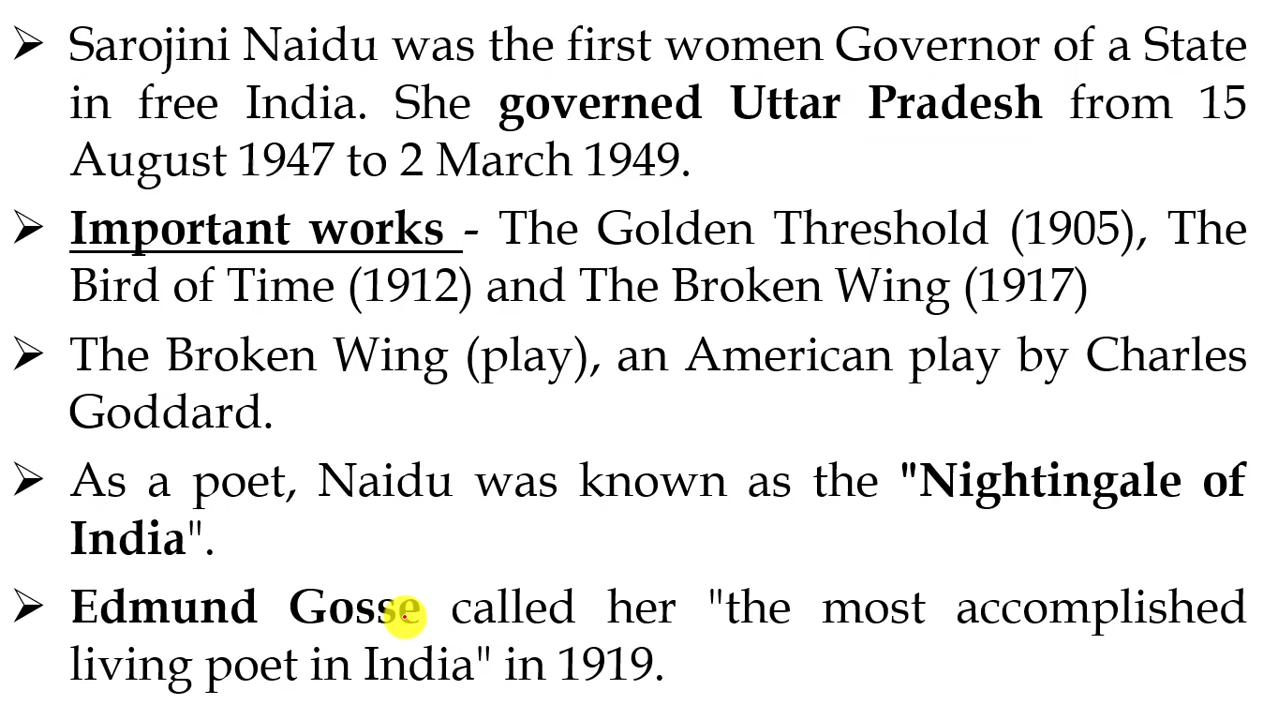 ➢ Sarojini Naidu was the first women Governor of a State
in free India. She governed Uttar Pradesh from 15
August 1947 to 2 March 1949.
➢ Important works - The Golden Threshold (1905), The
Bird of Time (1912) and The Broken Wing (1917)
➢ The Broken Wing (play), an American play by Charles
Goddard.
➢ As a poet, Naidu was known as the "Nightingale of
India".
➢ Edmund Gosse called her "the most accomplished
living poet in India" in 1919.